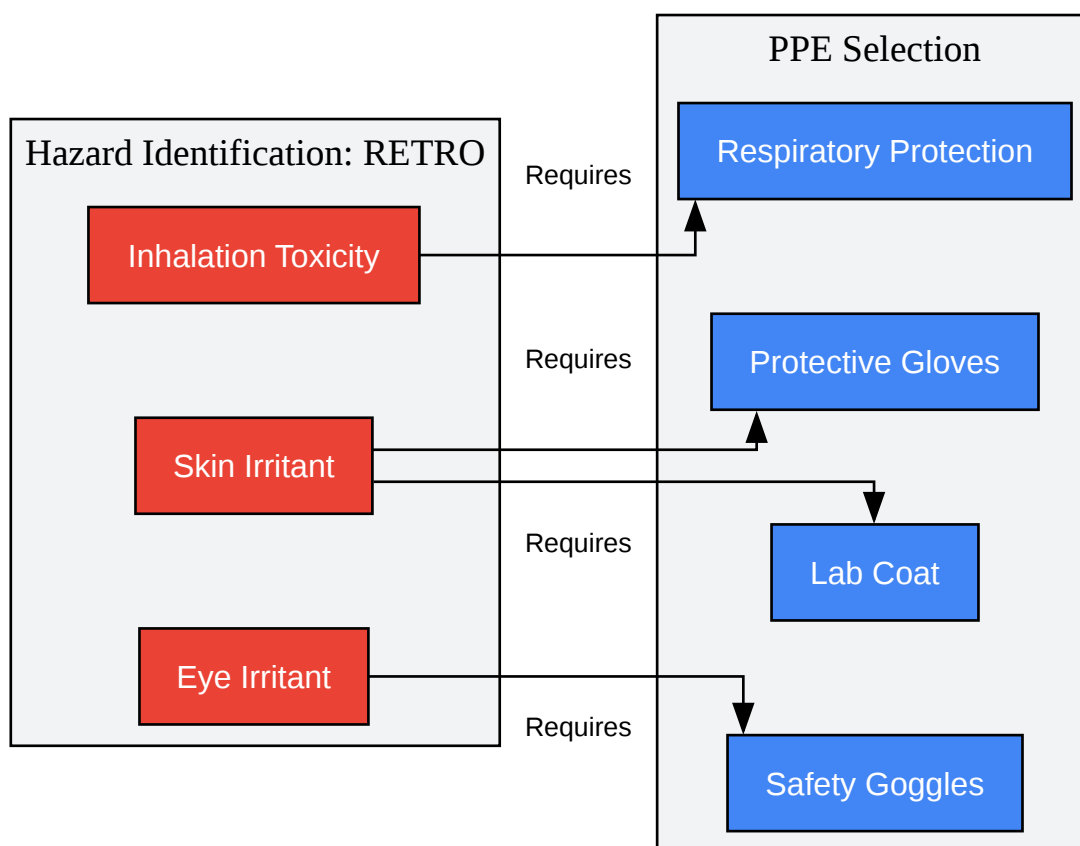 PPE Selection
Respiratory Protection
Hazard Identification: RETRO
Requires
Inhalation Toxicity
Requires
Protective Gloves
Skin Irritant
Requires
Lab Coat
Eye Irritant
Requires
Safety Goggles